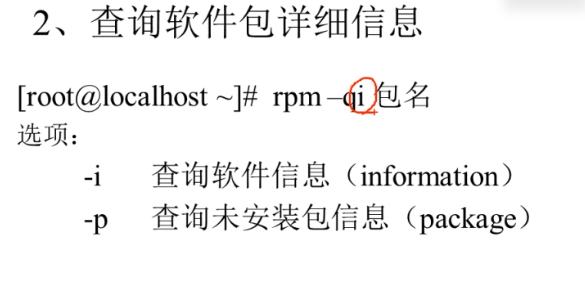 2、查询软件包详细信息
[root@localhost ~]# rpm –qi 包名
选项：
-i 查询软件信息（information）
-p 查询未安装包信息（package）